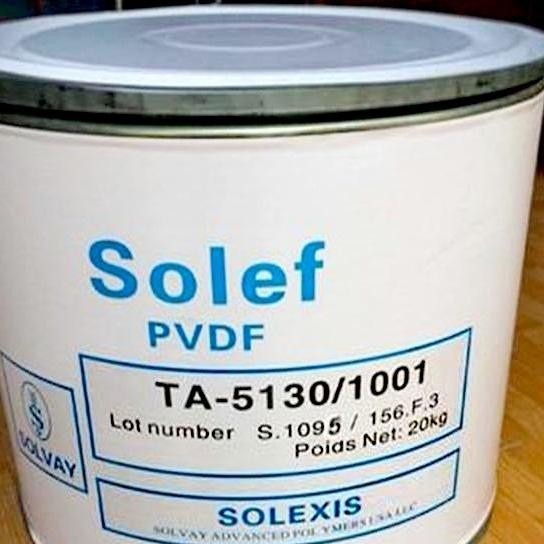 Solef
PVDF
TA-5130/1001
Lot number S.1095 / 156.F.3
Poids Net: 20kg
SOLVAY
SOLEXIS
SOLVAY ADVANCED POLYMERS USA LLC